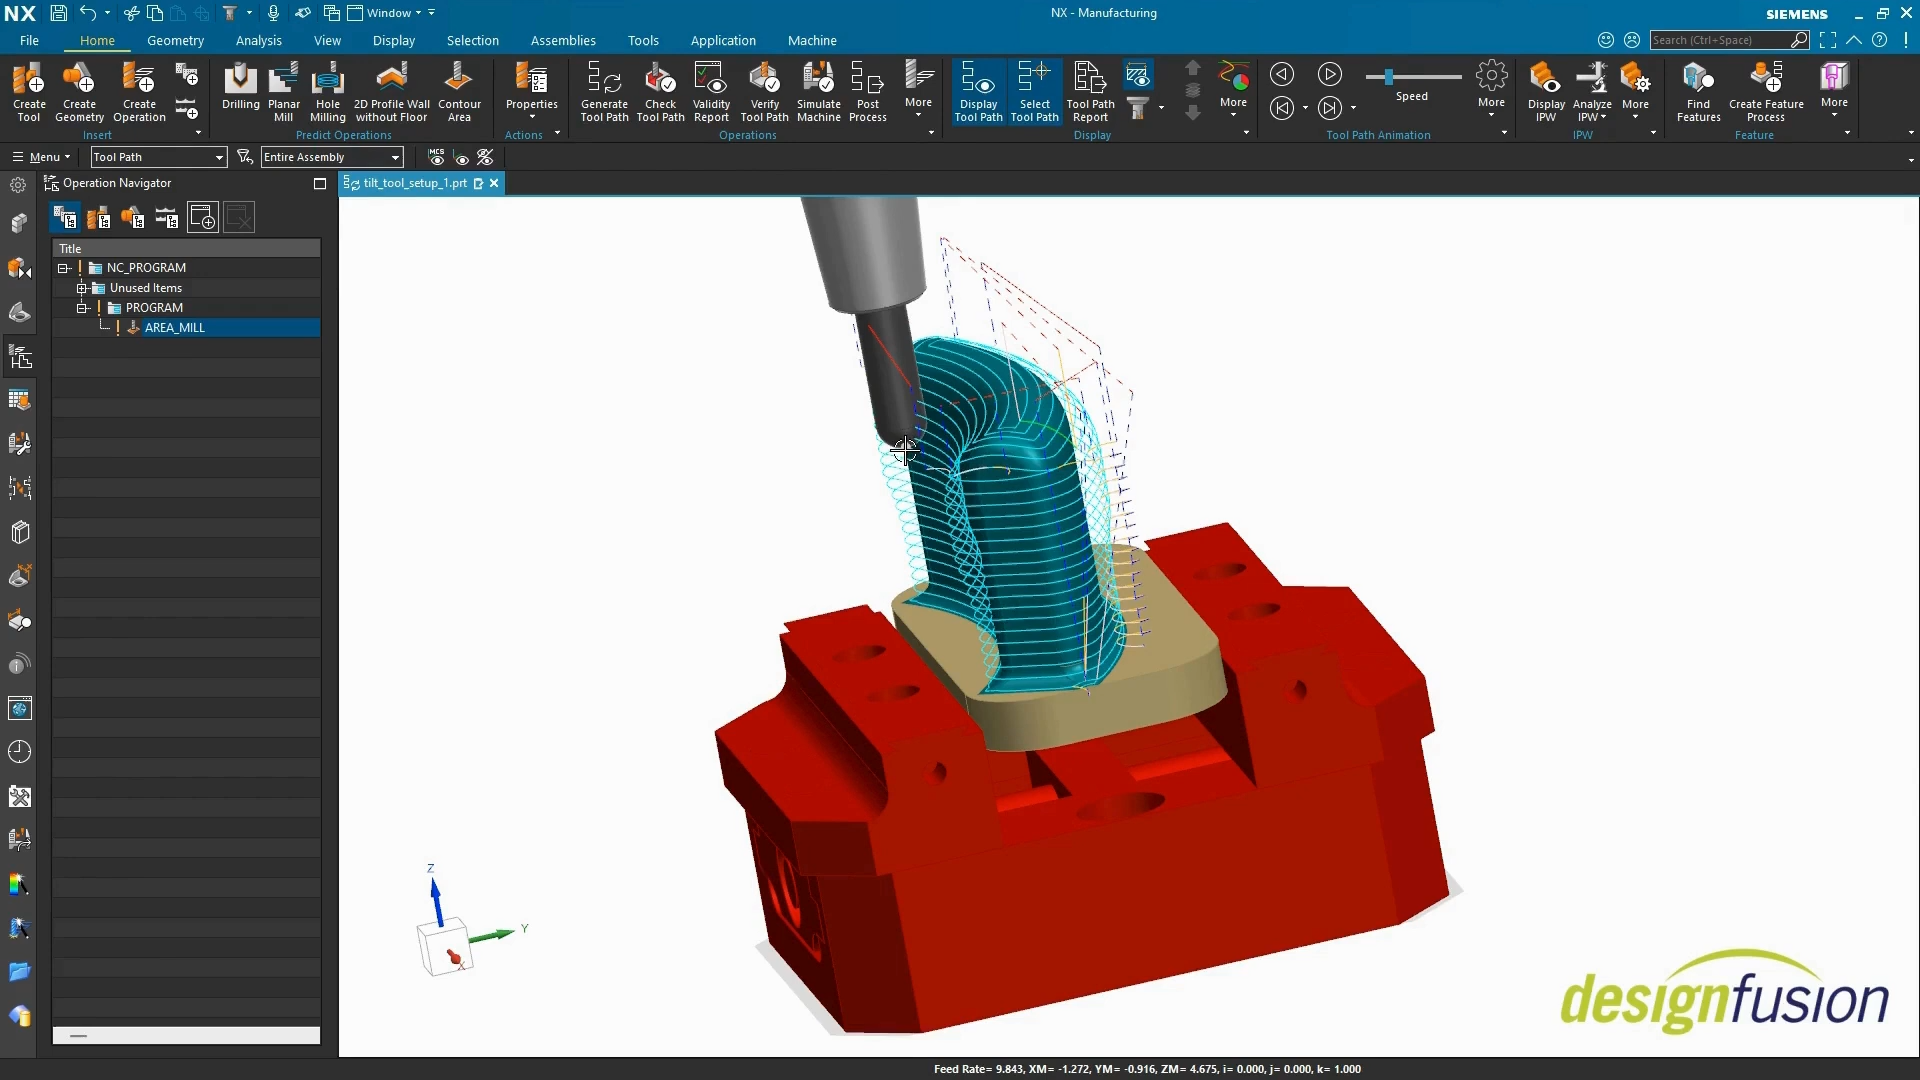 NX
Window
NX - Manufacturing
SIEMENS
File Home Geometry Analysis View Display Selection Assemblies Tools Application Machine
Search (Ctrl+Space)
Create Tool
Create Geometry
Create Operation
Insert
Drilling
Planar Mill
Hole Milling
2D Profile Wall without Floor
Contour Area
Predict Operations
Properties
Actions
Generate Tool Path
Check Tool Path
Validity Report
Verify Tool Path
Simulate Machine
Post Process
More
Operations
Display Tool Path
Select Tool Path
Tool Path Report
More
Display
Speed
More
Tool Path Animation
Display IPW
Analyze IPW
More
IPW
Find Features
Create Feature Process
More
Feature
Menu
Tool Path
Entire Assembly
MCS
Operation Navigator
tilt_tool_setup_1.prt
Title
NC_PROGRAM
Unused Items
PROGRAM
AREA_MILL
Z
Y
X
designfusion
Feed Rate= 9.843, XM= -1.272, YM= -0.916, ZM= 4.675, i= 0.000, j= 0.000, k= 1.000